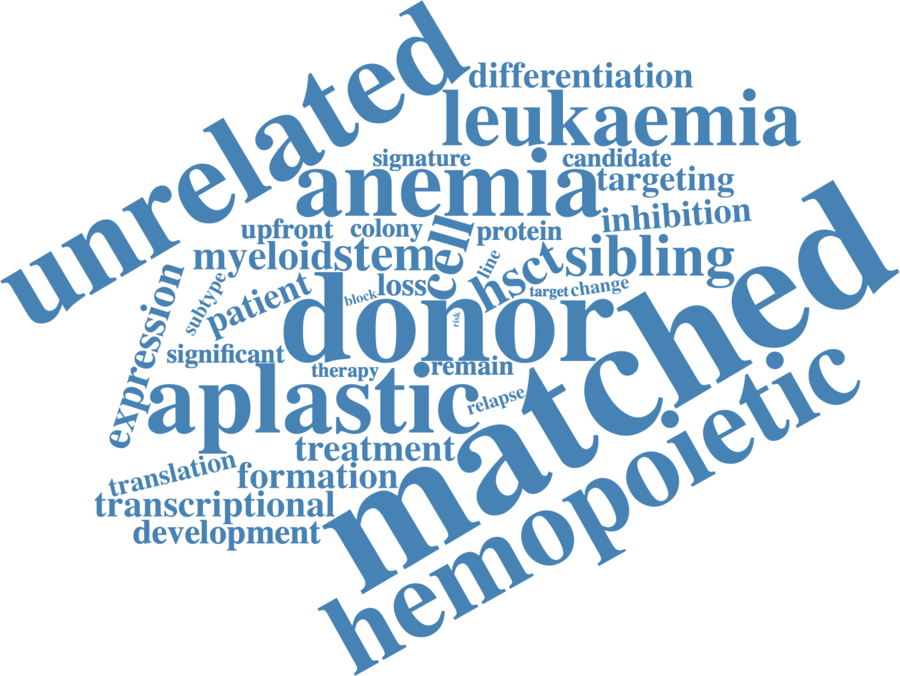 unrelated
differentiation
leukaemia
signature
candidate
anemia
targeting
inhibition
upfront
colony
cell
protein
myeloid
stem
line
hsct
sibling
expression
subtype
patient
block
loss
target
change
donor
risk
matched
significant
therapy
remain
aplastic
relapse
hemopoietic
treatment
translation
formation
transcriptional
development